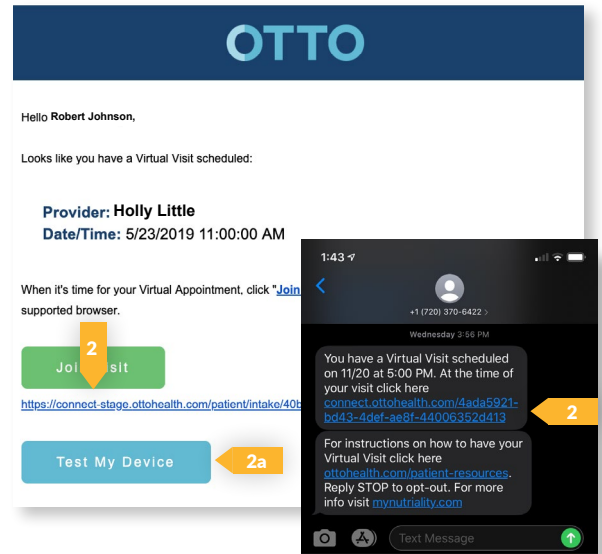 OTTO
Hello Robert Johnson,
Looks like you have a Virtual Visit scheduled:
Provider: Holly Little
Date/Time: 5/23/2019 11:00:00 AM
When it's time for your Virtual Appointment, click "Join
supported browser.
2
Join Visit
https://connect-stage.ottohealth.com/patient/intake/40b
Test My Device
2a
1:43
+1 (720) 370-6422 >
Wednesday 3:56 PM
You have a Virtual Visit scheduled
on 11/20 at 5:00 PM. At the time of
your visit click here
connect.ottohealth.com/4ada5921-
bd43-4def-ae8f-44006352d413
2
For instructions on how to have your
Virtual Visit click here
ottohealth.com/patient-resources.
Reply STOP to opt-out. For more
info visit mynutriality.com
Text Message